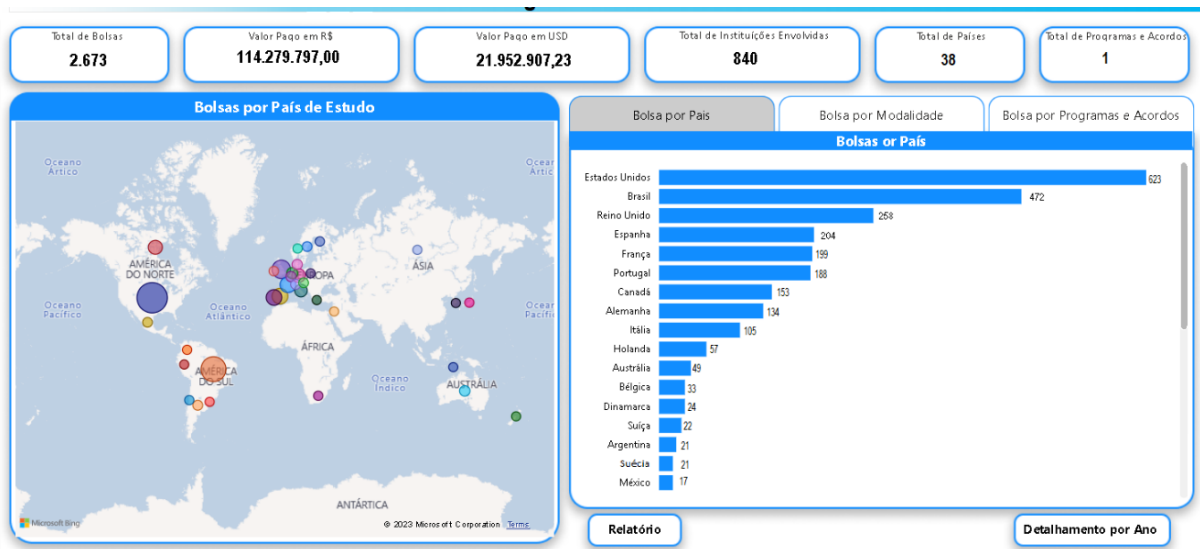 Total de Bolsas
2.673
Valor Pago em R$
114.279.797,00
Valor Pago em USD
21.952.907,23
Total de Instituíções Envolvidas
840
Total de Países
38
Total de Programas e Acordos
1
Bolsas por País de Estudo
Oceano
Ártico
Ocear
Ártic
AMÉRICA
DO NORTE
ÁSIA
Oceano
Pacífico
Oceano
Atlântico
Ocear
Pacífi
ÁFRICA
AMÉRICA
DO SUL
Oceano
Índico
AUSTRÁLIA
ANTÁRTICA
Microsoft Bing
© 2023 Microsoft Corporation Terms
Bolsa por Pais
Bolsa por Modalidade
Bolsa por Programas e Acordos
Bolsas or País
Estados Unidos 623
Brasil 472
Reino Unido 258
Espanha 204
França 199
Portugal 188
Canadá 153
Alemanha 134
Itália 105
Holanda 57
Austrália 49
Bélgica 33
Dinamarca 24
Suíça 22
Argentina 21
Suécia 21
México 17
Relatório
Detalhamento por Ano